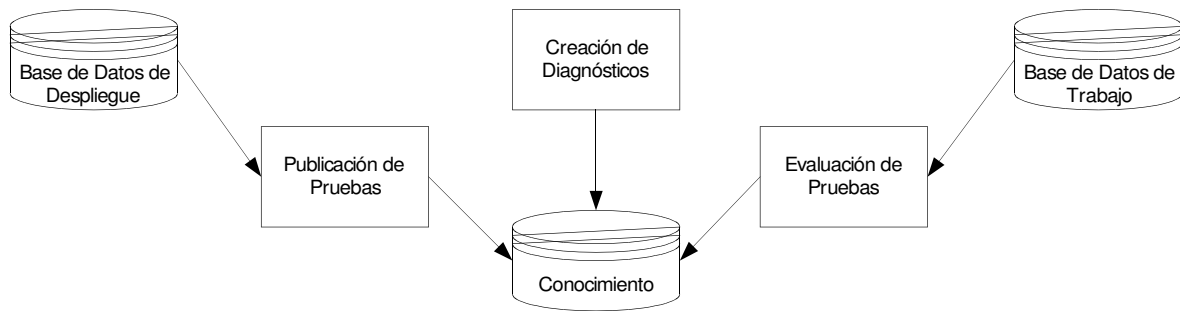 Base de Datos de
Despliegue
Creación de
Diagnósticos
Base de Datos de
Trabajo
Publicación de
Pruebas
Evaluación de
Pruebas
Conocimiento